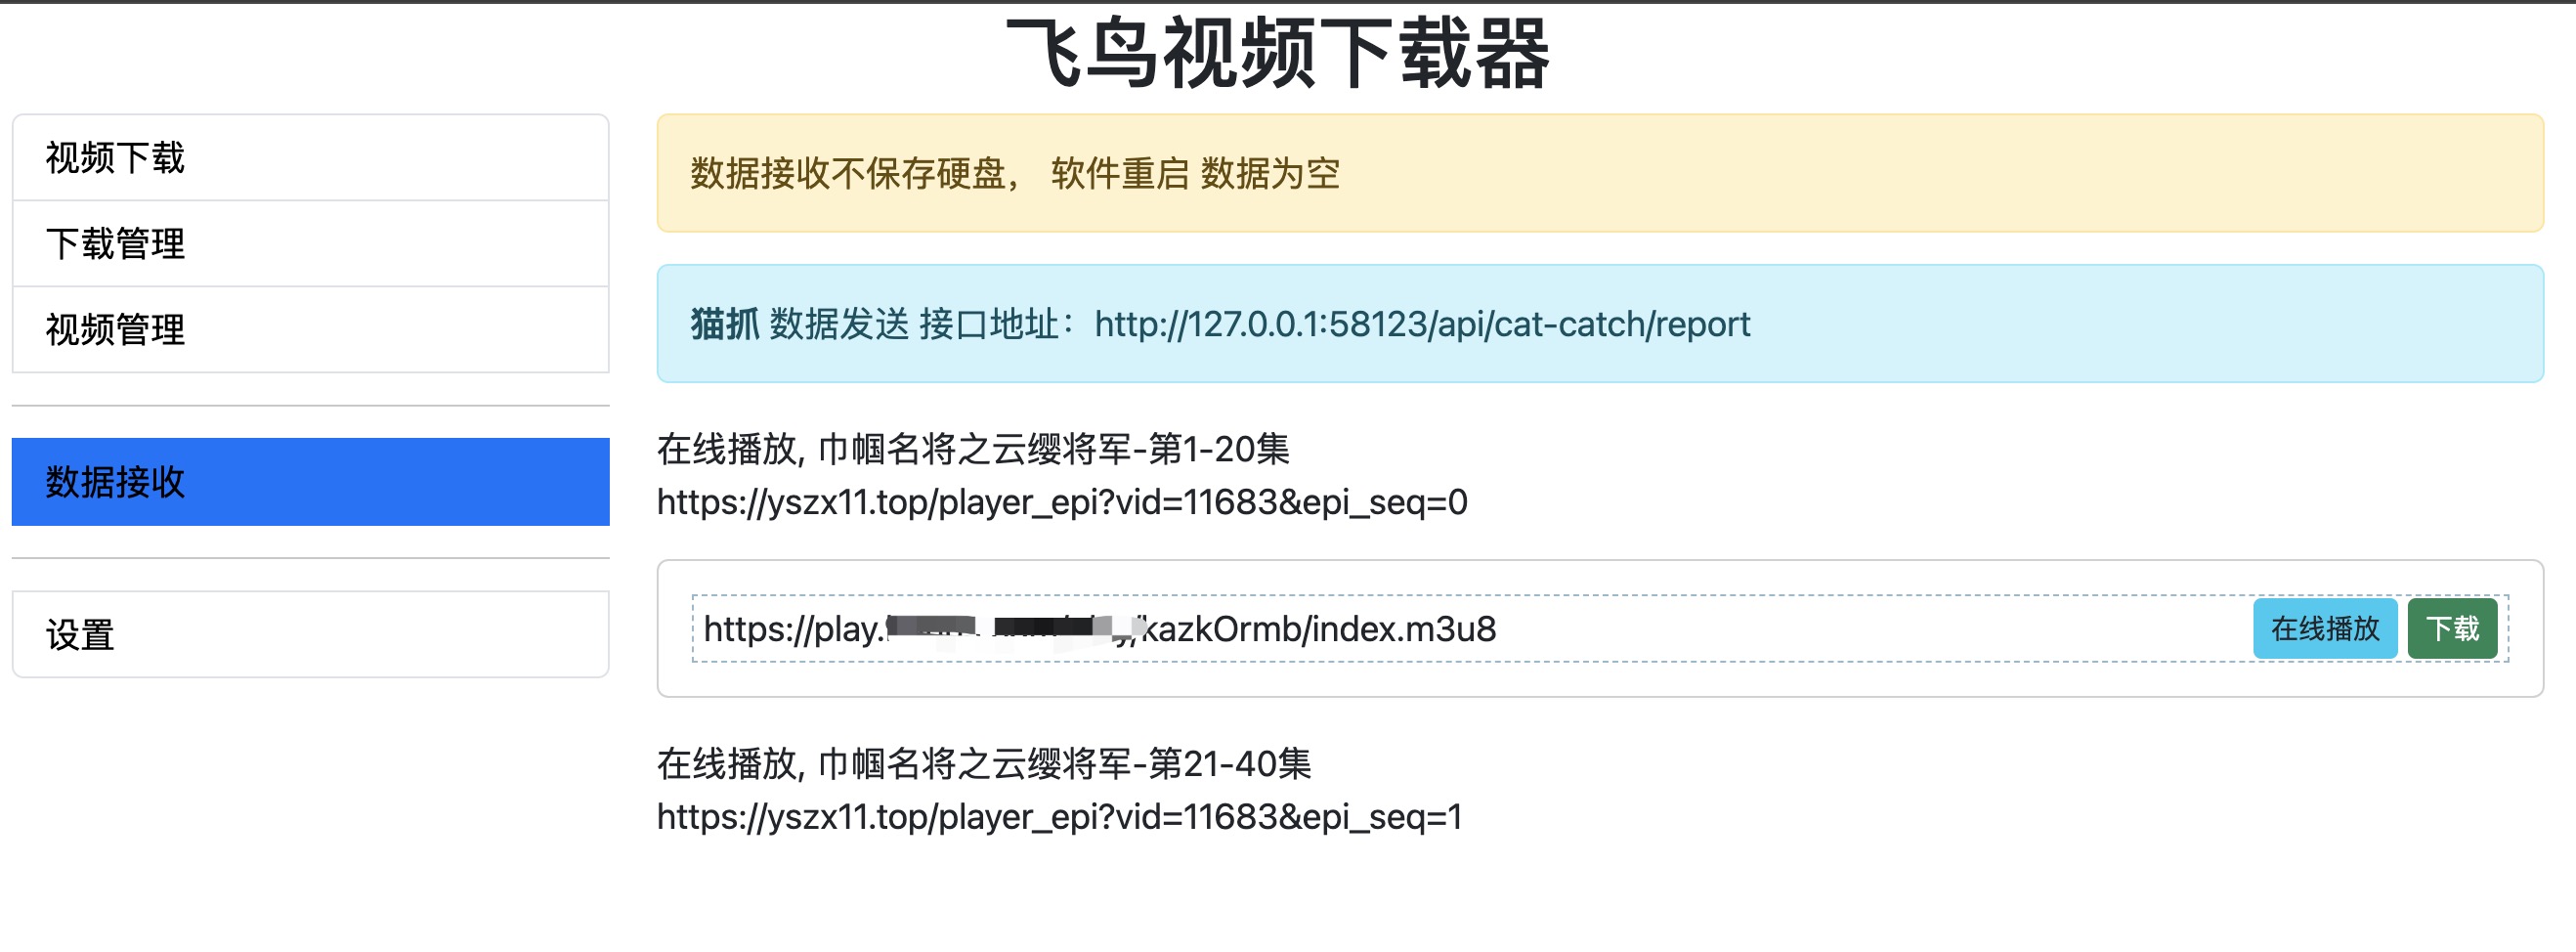 飞鸟视频下载器
视频下载
下载管理
视频管理
数据接收
设置
数据接收不保存硬盘， 软件重启 数据为空
猫抓 数据发送 接口地址：http://127.0.0.1:58123/api/cat-catch/report
在线播放, 巾帼名将之云缨将军-第1-20集
https://yszx11.top/player_epi?vid=11683&epi_seq=0
https://play. /kazkOrmb/index.m3u8 在线播放 下载
在线播放, 巾帼名将之云缨将军-第21-40集
https://yszx11.top/player_epi?vid=11683&epi_seq=1